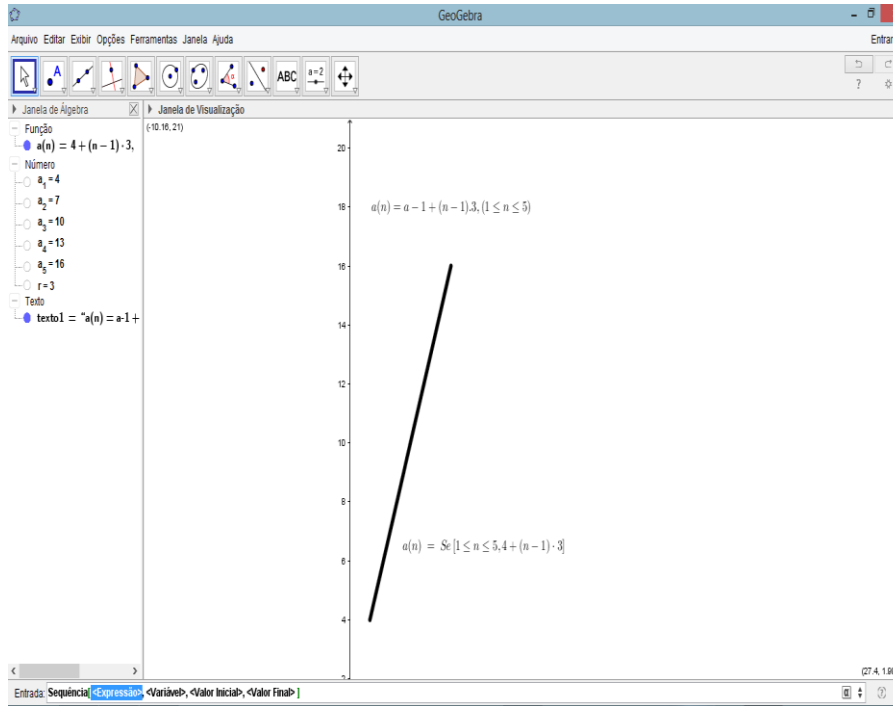 GeoGebra
Arquivo Editar Exibir Opções Ferramentas Janela Ajuda
Entrar
A
α
ABC
a=2
?
Janela de Álgebra
Função
a(n) = 4 + (n − 1) · 3,
Número
a₁ = 4
a₂ = 7
a₃ = 10
a₄ = 13
a₅ = 16
r = 3
Texto
texto1 = "a(n) = a-1 +
Janela de Visualização
(-10.16, 21)
20
18
16
14
12
10
8
6
4
2
a(n) = a − 1 + (n − 1).3, (1 ≤ n ≤ 5)
a(n) = Se [1 ≤ n ≤ 5, 4 + (n − 1) · 3]
(27.4, 1.98
Entrada: Sequência[ <Expressão>, <Variável>, <Valor Inicial>, <Valor Final> ]
α